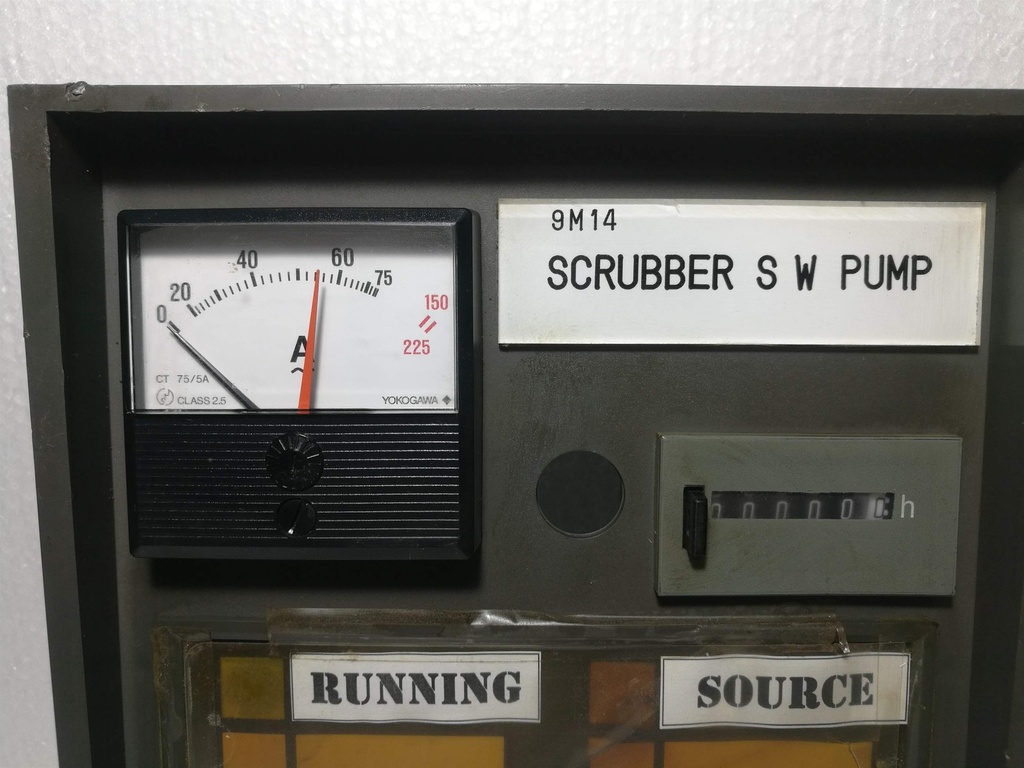 9M14
SCRUBBER S W PUMP
0 20 40 60 75
150
225
A
CT 75/5A
CLASS 2.5
YOKOGAWA
h
RUNNING
SOURCE